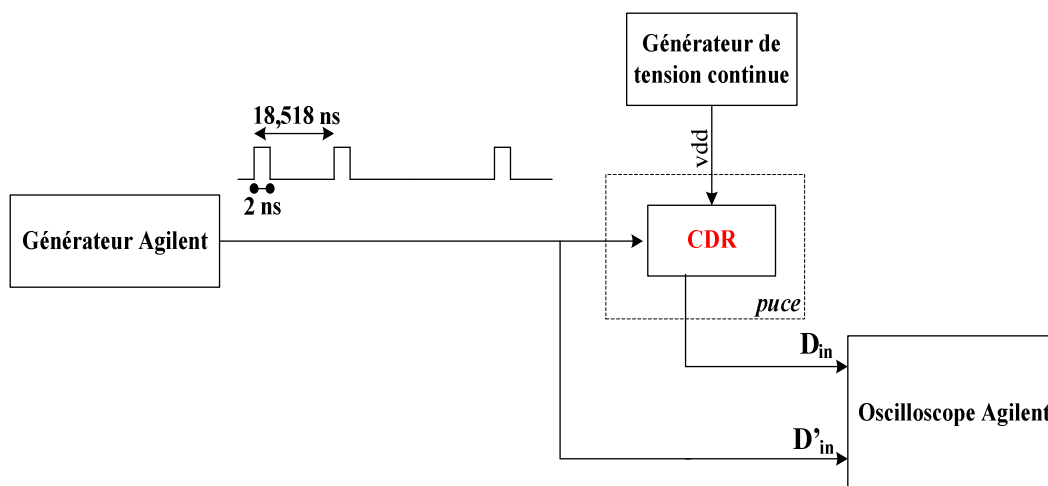 Générateur de
tension continue
18,518 ns
vdd
2 ns
Générateur Agilent
CDR
puce
Din
Oscilloscope Agilent
D’in